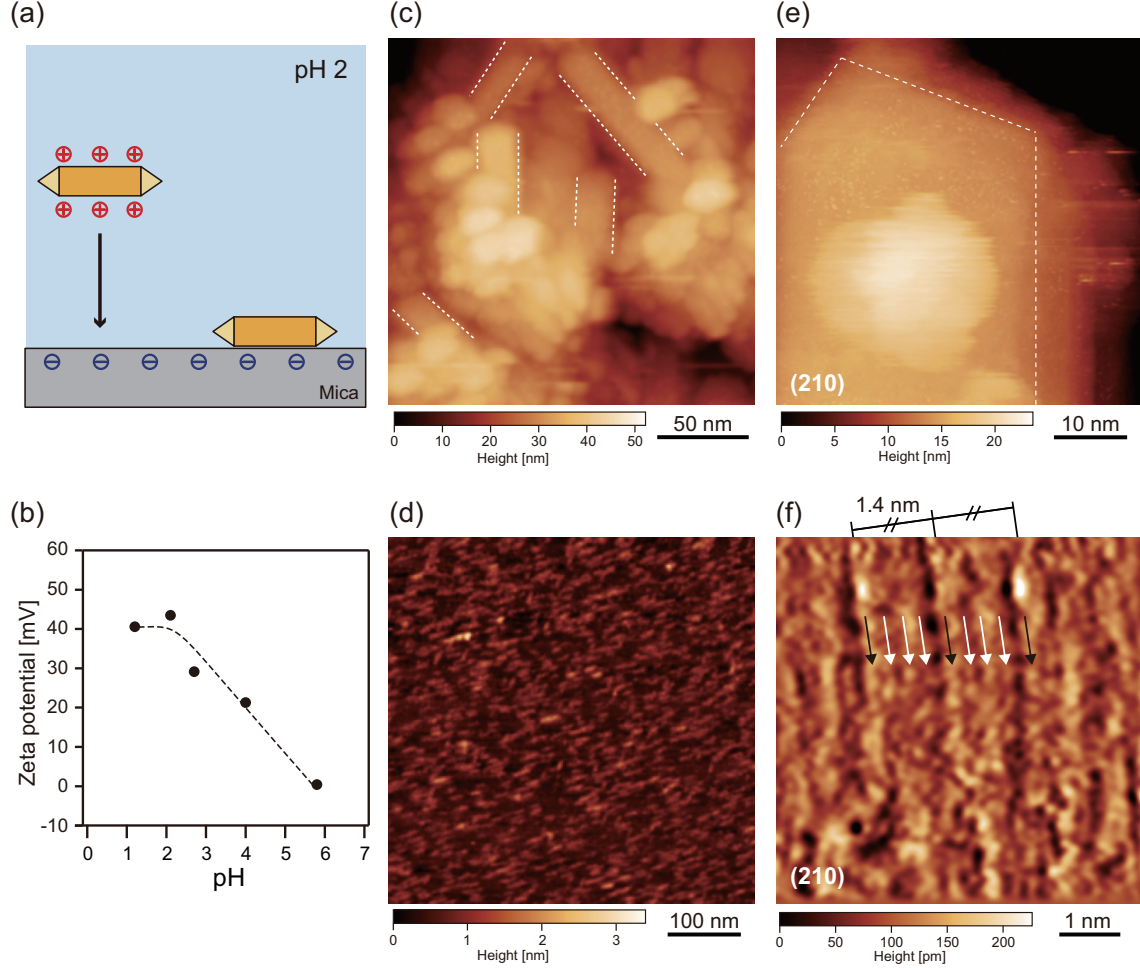 (a)
pH 2
Mica
(b)
Zeta potential [mV]
60
50
40
30
20
10
0
-10
0 1 2 3 4 5 6 7
pH
(c)
0 10 20 30 40 50
Height [nm]
50 nm
(d)
0 1 2 3
Height [nm]
100 nm
(e)
(210)
0 5 10 15 20
Height [nm]
10 nm
(f)
1.4 nm
(210)
0 50 100 150 200
Height [pm]
1 nm